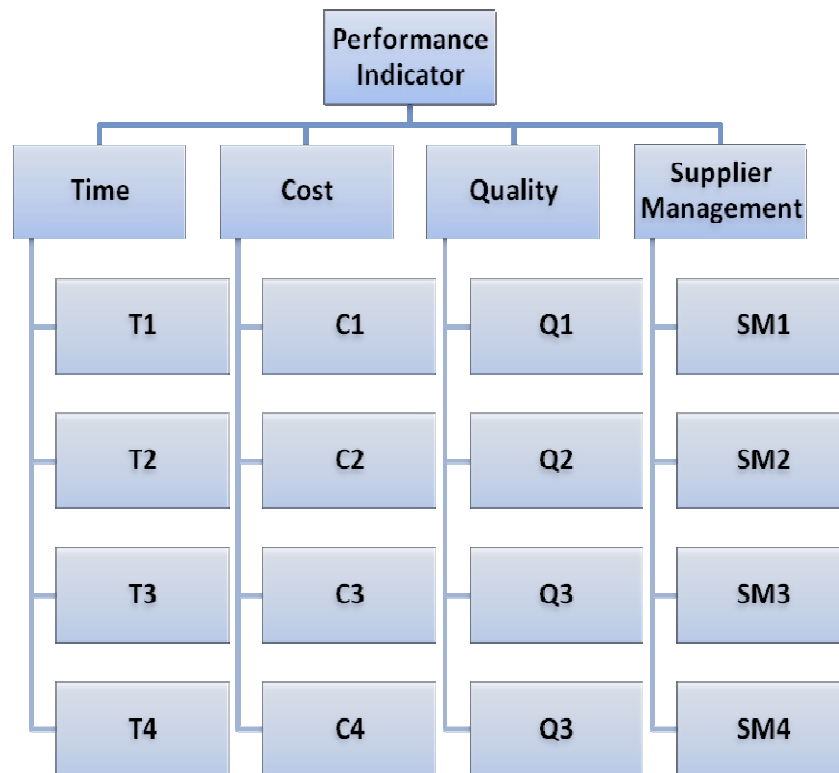 Performance
Indicator
Time
Cost
Quality
Supplier
Management
T1
C1
Q1
SM1
T2
C2
Q2
SM2
T3
C3
Q3
SM3
T4
C4
Q3
SM4